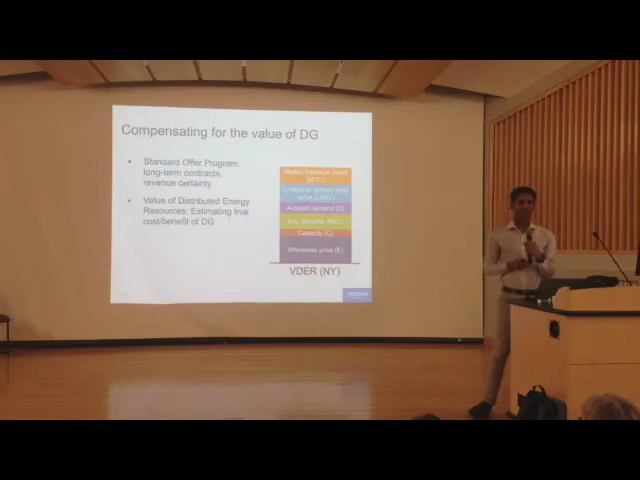 Compensating for the value of DG
• Standard Offer Program:
long-term contracts,
revenue certainty
• Value of Distributed Energy
Resources: Estimating true
cost/benefit of DG
Market transition credit
(MTC)
value (LSRV)
Avoided demand (D)
Env. benefits
Capacity (C)
Wholesale price (E)
VDER (NY)